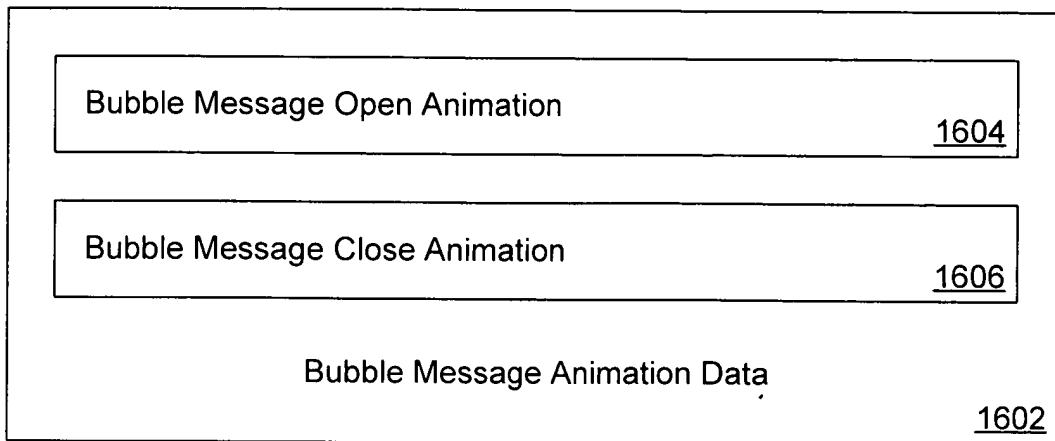 Bubble Message Open Animation
1604
Bubble Message Close Animation
1606
Bubble Message Animation Data
1602